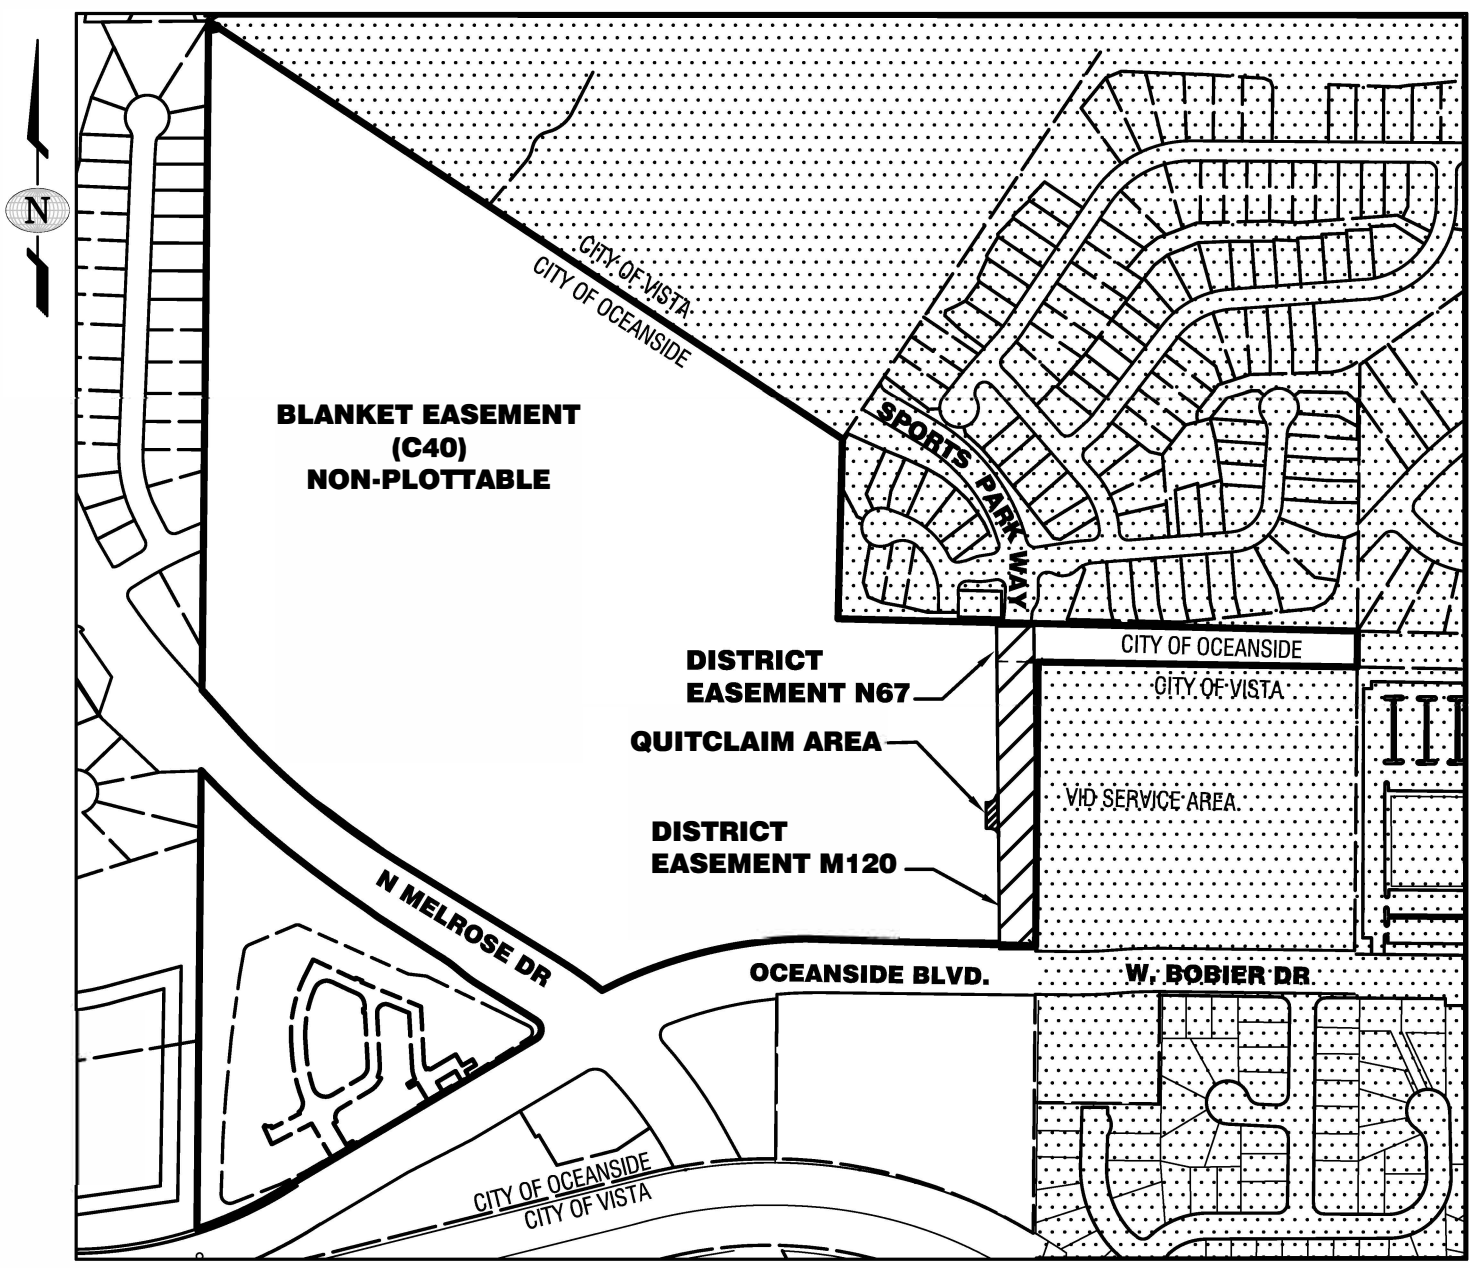 N
CITY OF VISTA
CITY OF OCEANSIDE
BLANKET EASEMENT
(C40)
NON-PLOTTABLE
SPORTS PARK WAY
DISTRICT
EASEMENT N67
CITY OF OCEANSIDE
CITY OF VISTA
QUITCLAIM AREA
VID SERVICE AREA
DISTRICT
EASEMENT M120
N MELROSE DR
OCEANSIDE BLVD.
W. BOBIER DR.
CITY OF OCEANSIDE
CITY OF VISTA